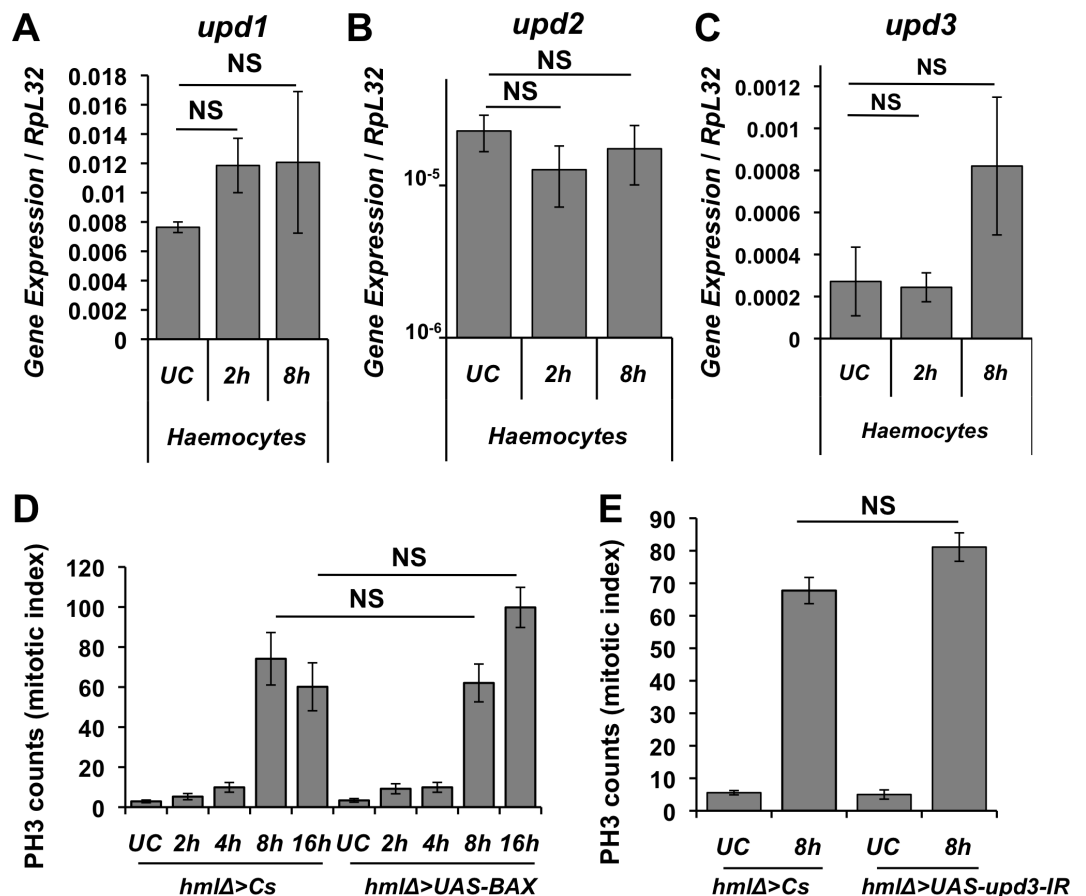 A
upd1
Gene Expression / RpL32
0.018
0.016
0.014
0.012
0.01
0.008
0.006
0.004
0.002
0
NS
NS
UC 2h 8h
Haemocytes
B
upd2
Gene Expression / RpL32
10-5
10-6
NS
NS
UC 2h 8h
Haemocytes
C
upd3
Gene Expression / RpL32
0.0012
0.001
0.0008
0.0006
0.0004
0.0002
0
NS
NS
UC 2h 8h
Haemocytes
D
PH3 counts (mitotic index)
120
100
80
60
40
20
0
NS
NS
UC 2h 4h 8h 16h UC 2h 4h 8h 16h
hmlΔ>Cs hmlΔ>UAS-BAX
E
PH3 counts (mitotic index)
90
80
70
60
50
40
30
20
10
0
NS
UC 8h UC 8h
hmlΔ>Cs hmlΔ>UAS-upd3-IR